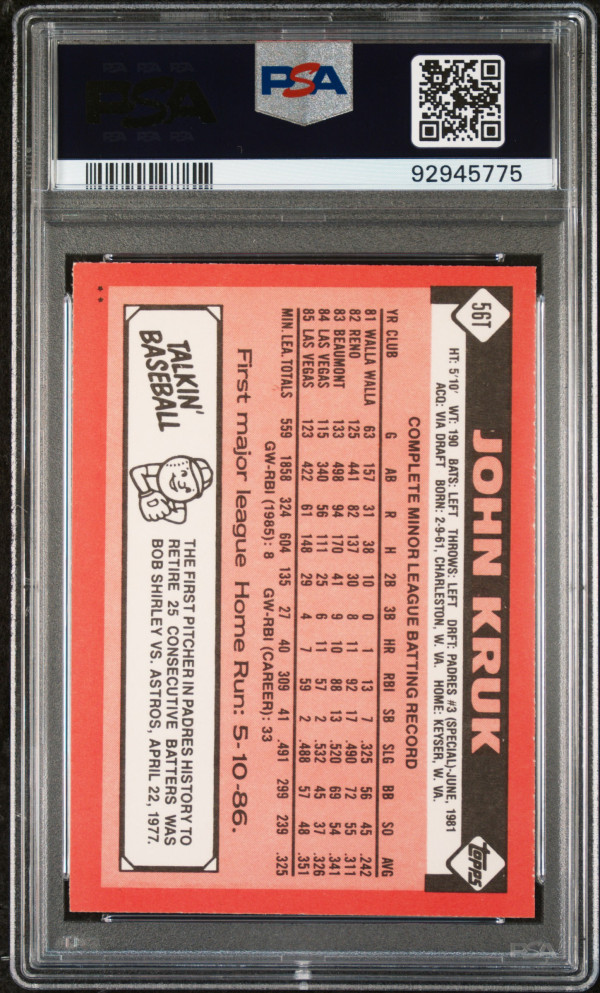 PSA
92945775
56T
JOHN KRUK
Topps
HT: 5'10' WT: 190 BATS: LEFT THROWS: LEFT DRFT: PADRES #3 (SPECIAL)-JUNE, 1981
ACQ: VIA DRAFT BORN: 2-9-61, CHARLESTON, W. VA. HOME: KEYSER, W. VA.
COMPLETE MINOR LEAGUE BATTING RECORD
YR CLUB G AB R H 2B 3B HR RBI SB SLG BB SO AVG
81 WALLA WALLA 63 157 31 38 10 0 1 13 7 .325 56 45 .242
82 RENO 125 441 82 137 30 8 11 92 17 .490 72 55 .311
83 BEAUMONT 133 498 94 170 41 9 10 88 13 .520 69 54 .341
84 LAS VEGAS 115 340 56 111 25 6 11 57 2 .532 45 37 .326
85 LAS VEGAS 123 422 61 148 29 4 7 59 2 .488 57 48 .351
MIN. LEA. TOTALS 559 1858 324 604 135 27 40 309 41 .491 299 239 .325
GW-RBI (1985): 8 GW-RBI (CAREER): 33
First major league Home Run: 5-10-86.
TALKIN'
BASEBALL
THE FIRST PITCHER IN PADRES HISTORY TO
RETIRE 25 CONSECUTIVE BATTERS WAS
BOB SHIRLEY VS. ASTROS, APRIL 22, 1977.
**
PSA